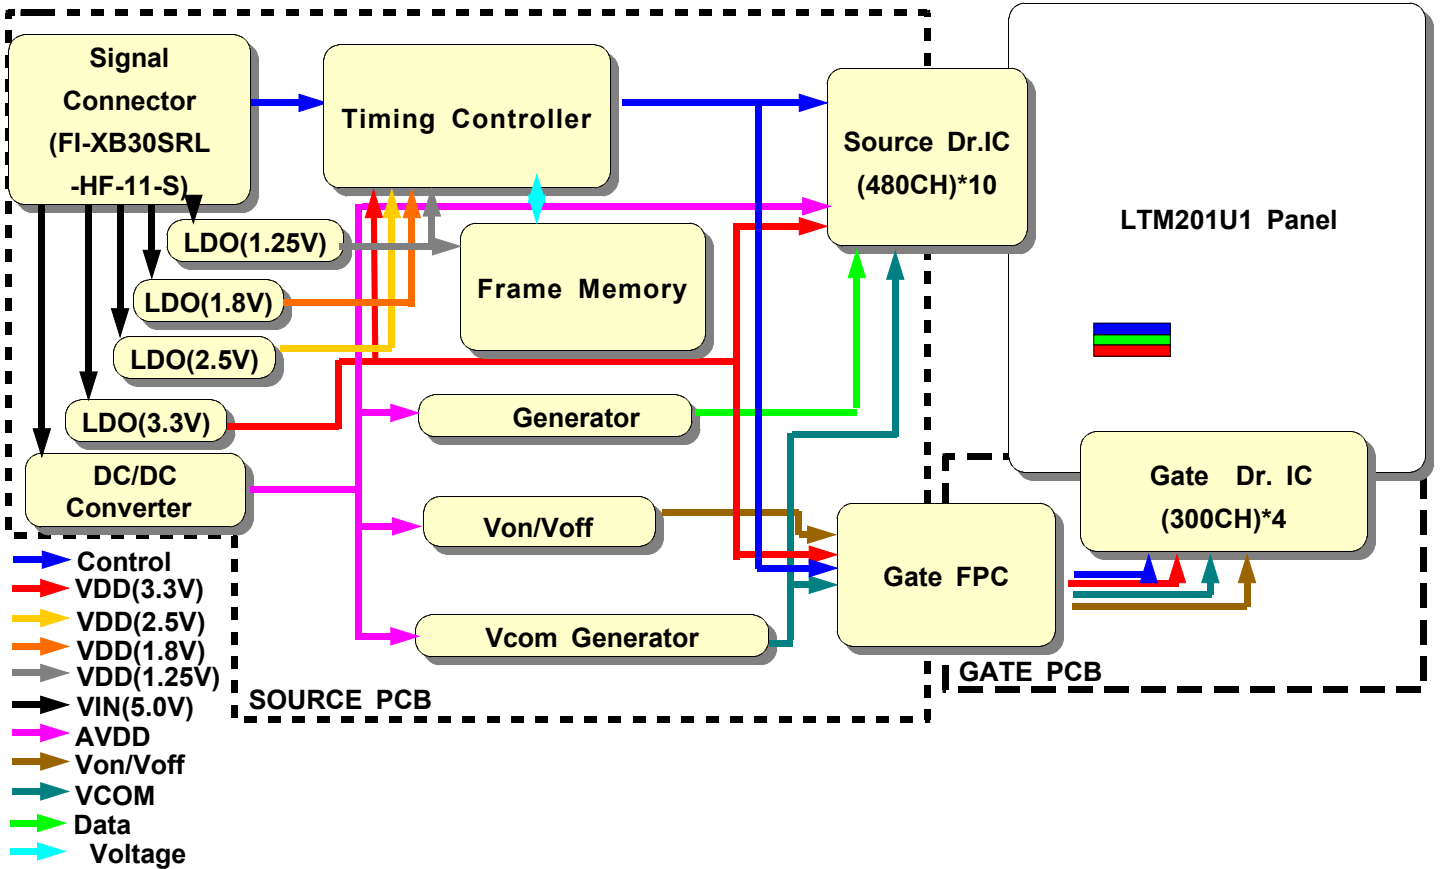 Signal
Connector
(FI-XB30SRL
-HF-11-S)
Timing Controller
Source Dr.IC
(480CH)*10
LTM201U1 Panel
LDO(1.25V)
Frame Memory
LDO(1.8V)
LDO(2.5V)
LDO(3.3V)
Generator
DC/DC
Converter
Gate Dr. IC
(300CH)*4
Von/Voff
Gate FPC
Vcom Generator
SOURCE PCB
GATE PCB
Control
VDD(3.3V)
VDD(2.5V)
VDD(1.8V)
VDD(1.25V)
VIN(5.0V)
AVDD
Von/Voff
VCOM
Data
Voltage